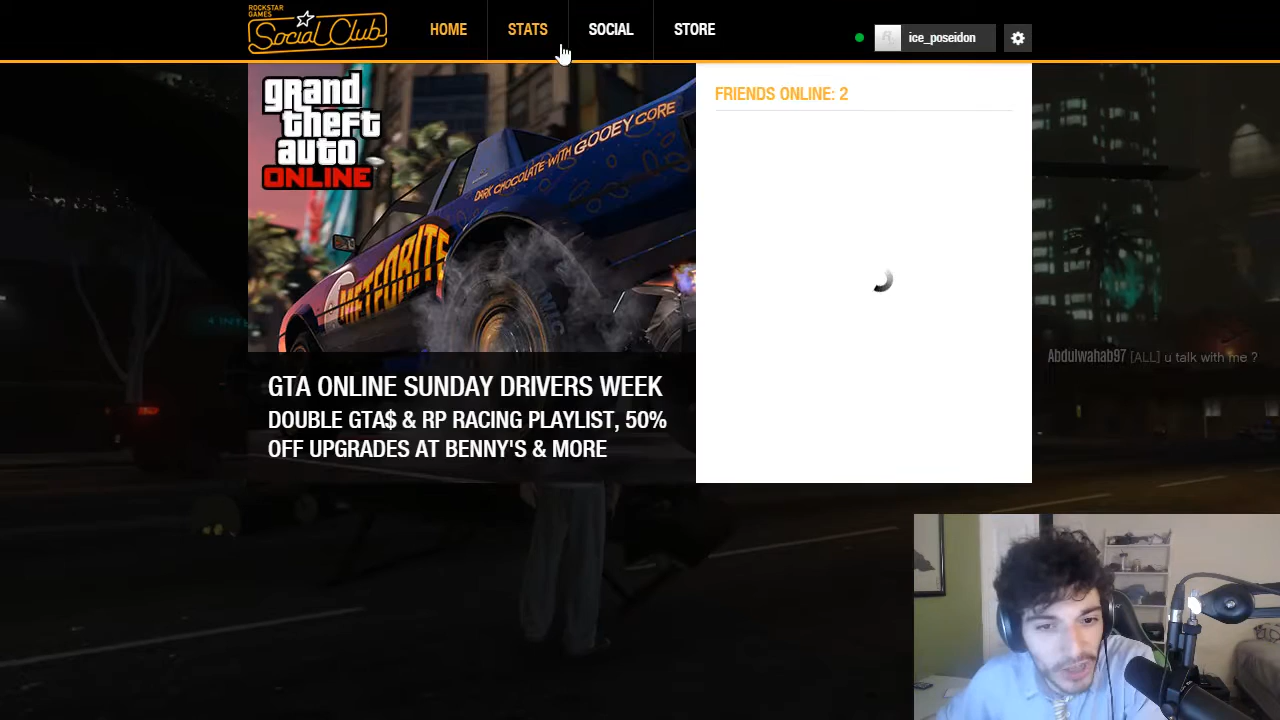 ROCKSTAR
GAMES
Social Club
HOME
STATS
SOCIAL
STORE
ice_poseidon
grand
theft
auto
ONLINE
DARK CHOCOLATE WITH GOOEY CORE
METEORITE
FRIENDS ONLINE: 2
Abdulwahab97 [ALL] u talk with me ?
GTA ONLINE SUNDAY DRIVERS WEEK
DOUBLE GTA$ & RP RACING PLAYLIST, 50%
OFF UPGRADES AT BENNY'S & MORE